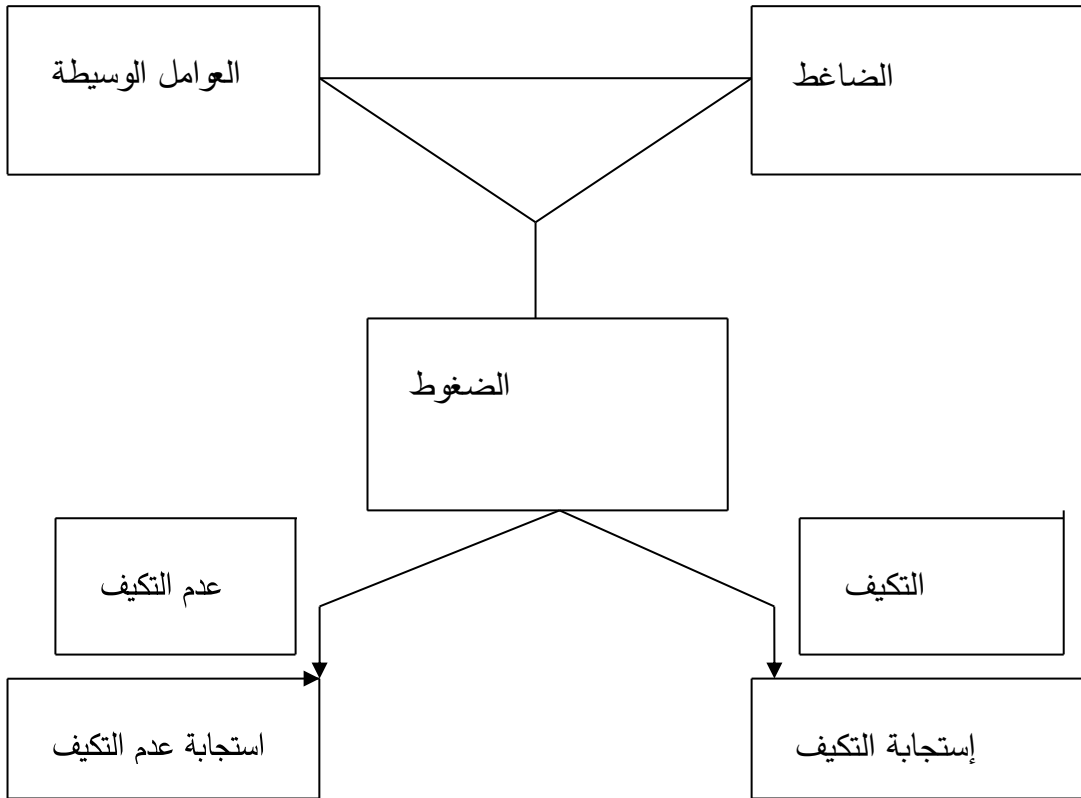 الضاغط
العوامل الوسيطة
الضغوط
التكيف
عدم التكيف
إستجابة التكيف
استجابة عدم التكيف